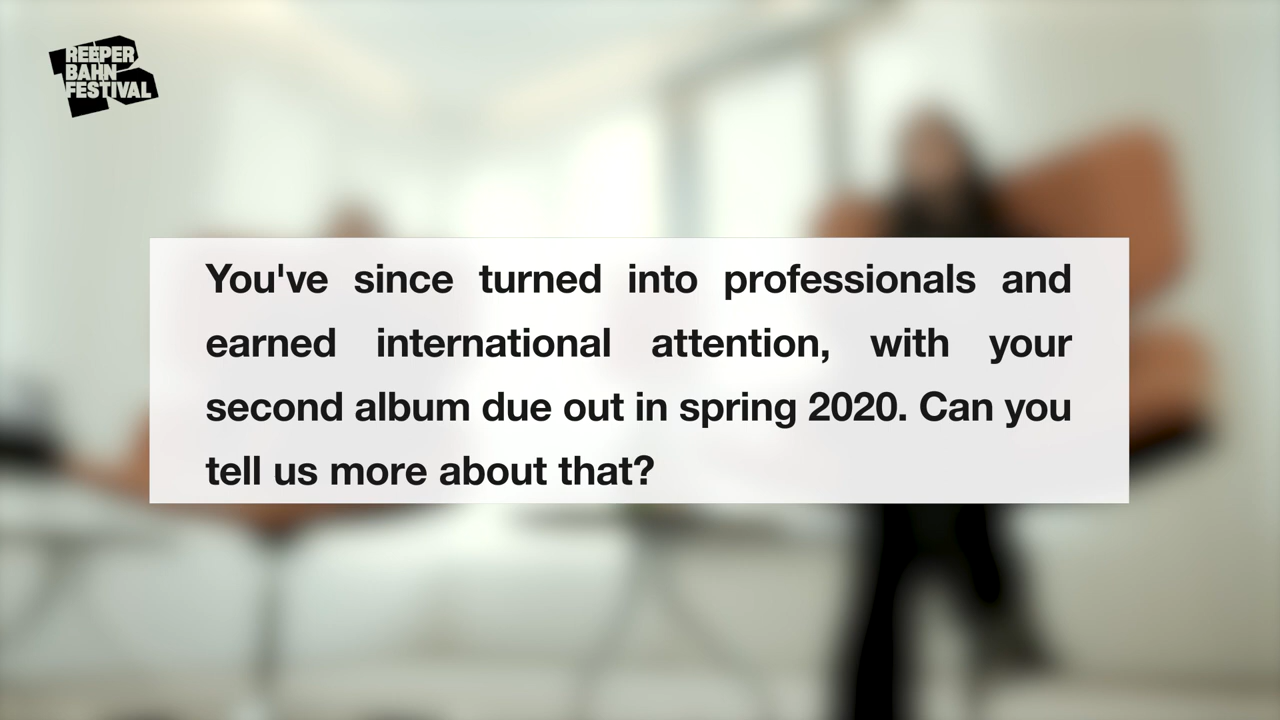 REEPER
BAHN
FESTIVAL
You've since turned into professionals and
earned international attention, with your
second album due out in spring 2020. Can you
tell us more about that?